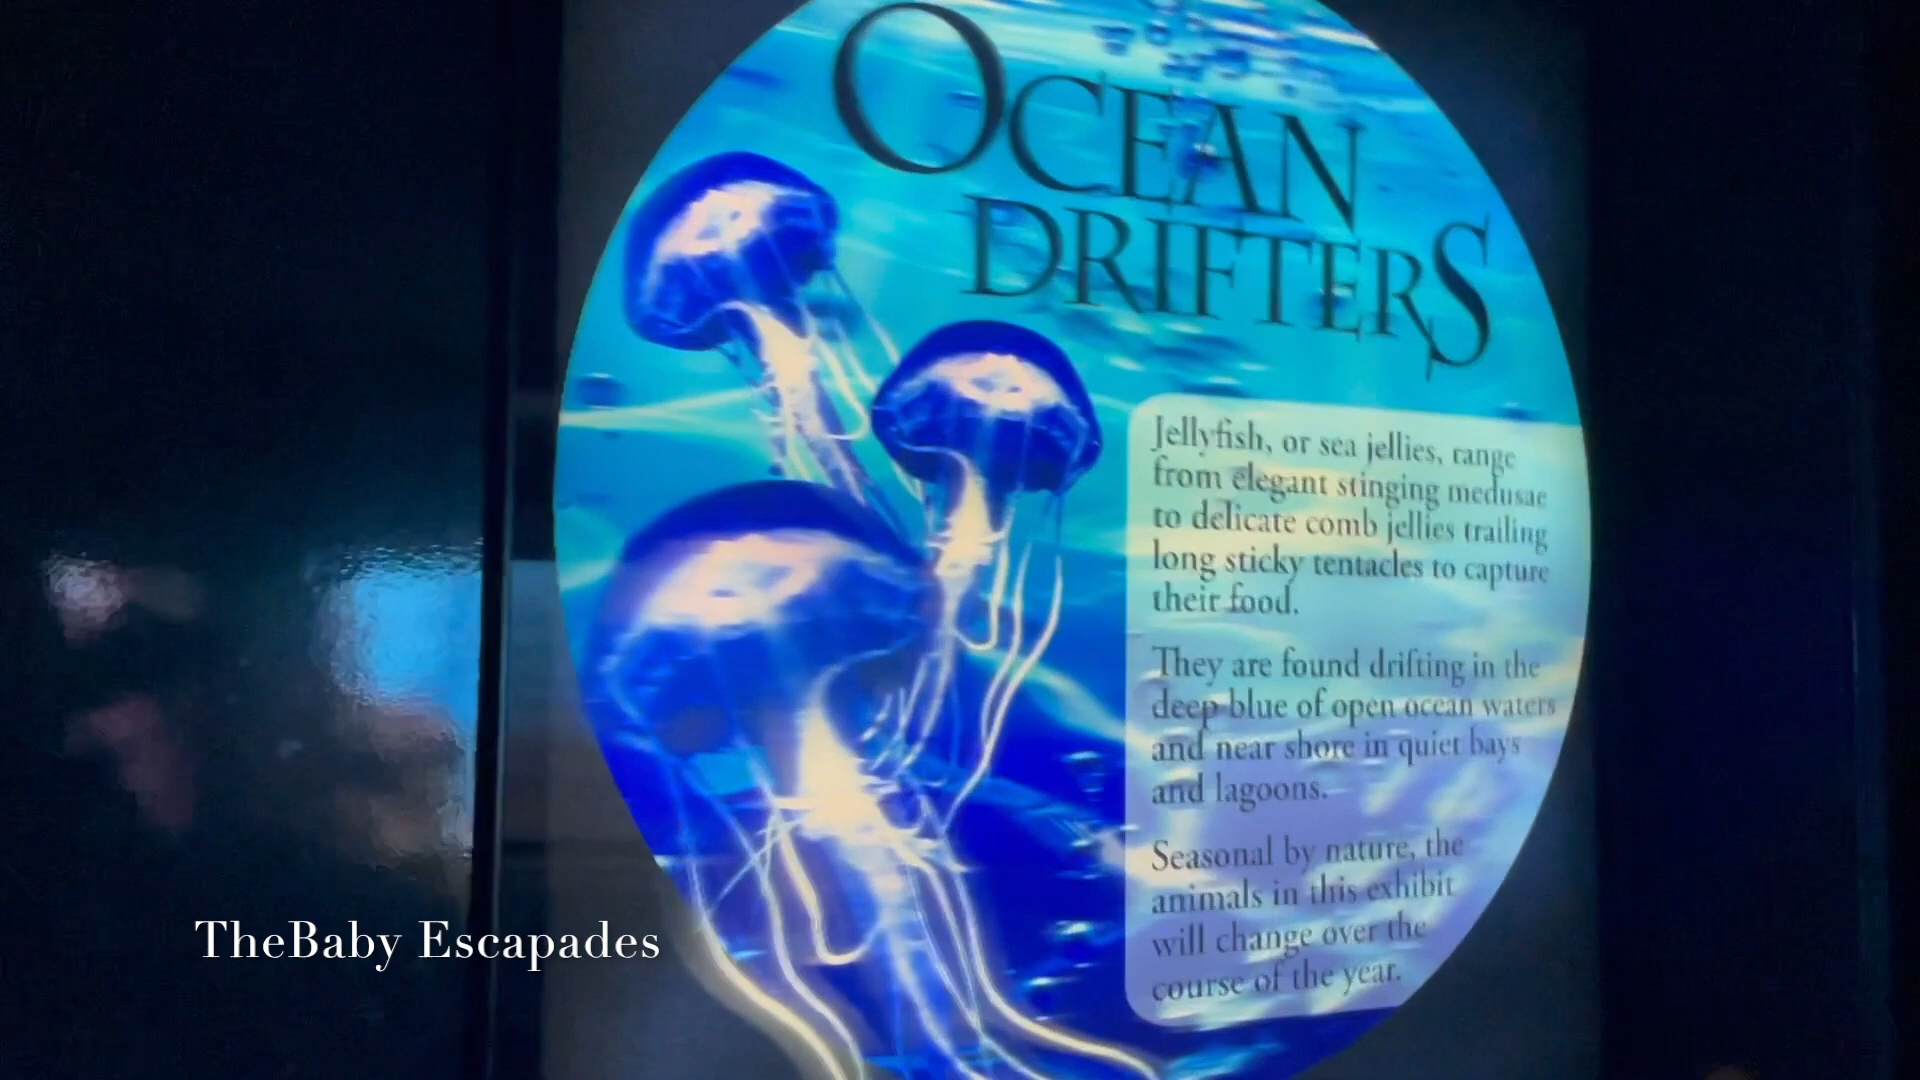 OCEAN
DRIFTERS
Jellyfish, or sea jellies, range
from elegant stinging medusae
to delicate comb jellies trailing
long sticky tentacles to capture
their food.
They are found drifting in the
deep blue of open ocean waters
and near shore in quiet bays
and lagoons.
Seasonal by nature, the
animals in this exhibit
will change over the
course of the year.
TheBaby Escapades